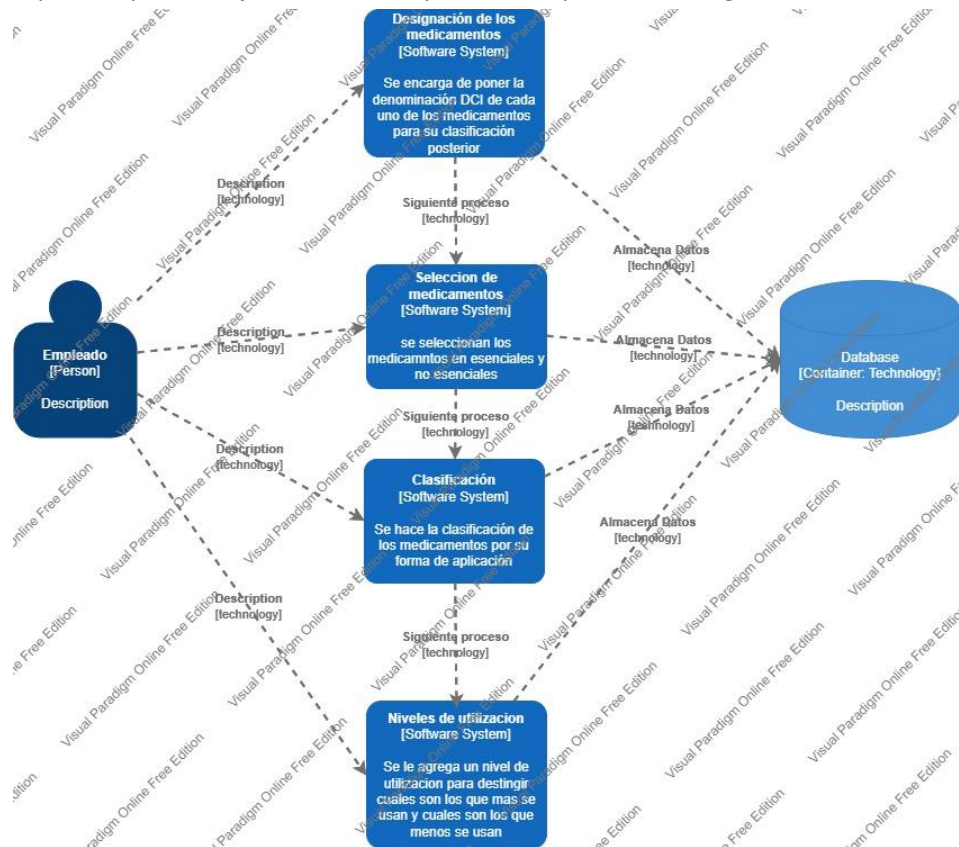 Designación de los
medicamentos
[Software System]
Se encarga de poner la
denominación DCI de cada
uno de los medicamentos
para su clasificación
posterior
Description
[technology]
Siguiente proceso
[technology]
Almacena Datos
[technology]
Seleccion de
medicamentos
[Software System]
se seleccionan los
medicamntos en esenciales y
no esenciales
Empleado
[Person]
Description
Description
[technology]
Almacena Datos
[technology]
Database
[Container: Technology]
Description
Siguiente proceso
[technology]
Almacena Datos
[technology]
Description
[technology]
Clasificación
[Software System]
Se hace la clasificación de
los medicamentos por su
forma de aplicación
Almacena Datos
[technology]
Description
[technology]
Siguiente proceso
[technology]
Niveles de utilizacion
[Software System]
Se le agrega un nivel de
utilizacion para destingir
cuales son los que mas se
usan y cuales son los que
menos se usan
Visual Paradigm Online Free Edition